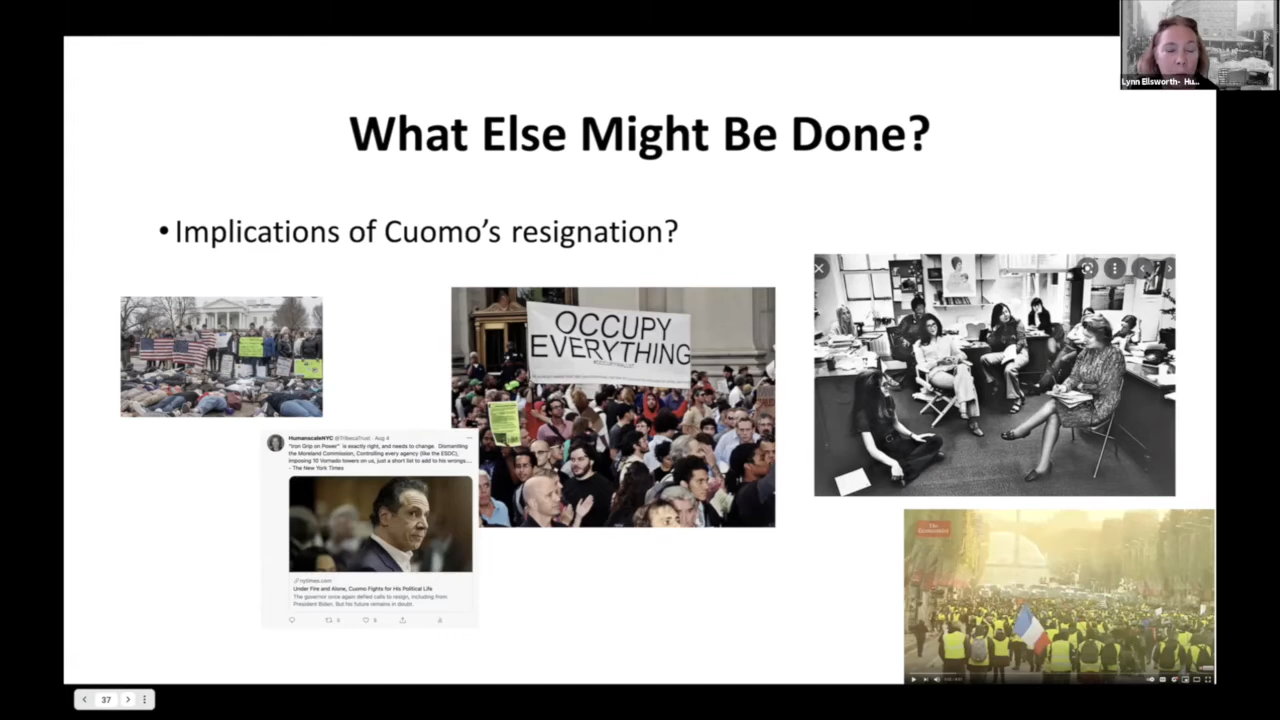 Lynn Ellsworth- Hu...
What Else Might Be Done?
• Implications of Cuomo’s resignation?
OCCUPY
EVERYTHING
HumanscaleNYC @TribecaTrust · Aug 4
"Iron Grip on Power" is exactly right, and needs to change. Dismantling
the Moreland Commission, Controlling every agency (like the ESDC),
imposing 10 Vornado towers on us, just a short list to add to his wrongs....
- The New York Times
nytimes.com
Under Fire and Alone, Cuomo Fights for His Political Life
The governor once again defied calls to resign, including from
President Biden. But his future remains in doubt.
The
Economist
37